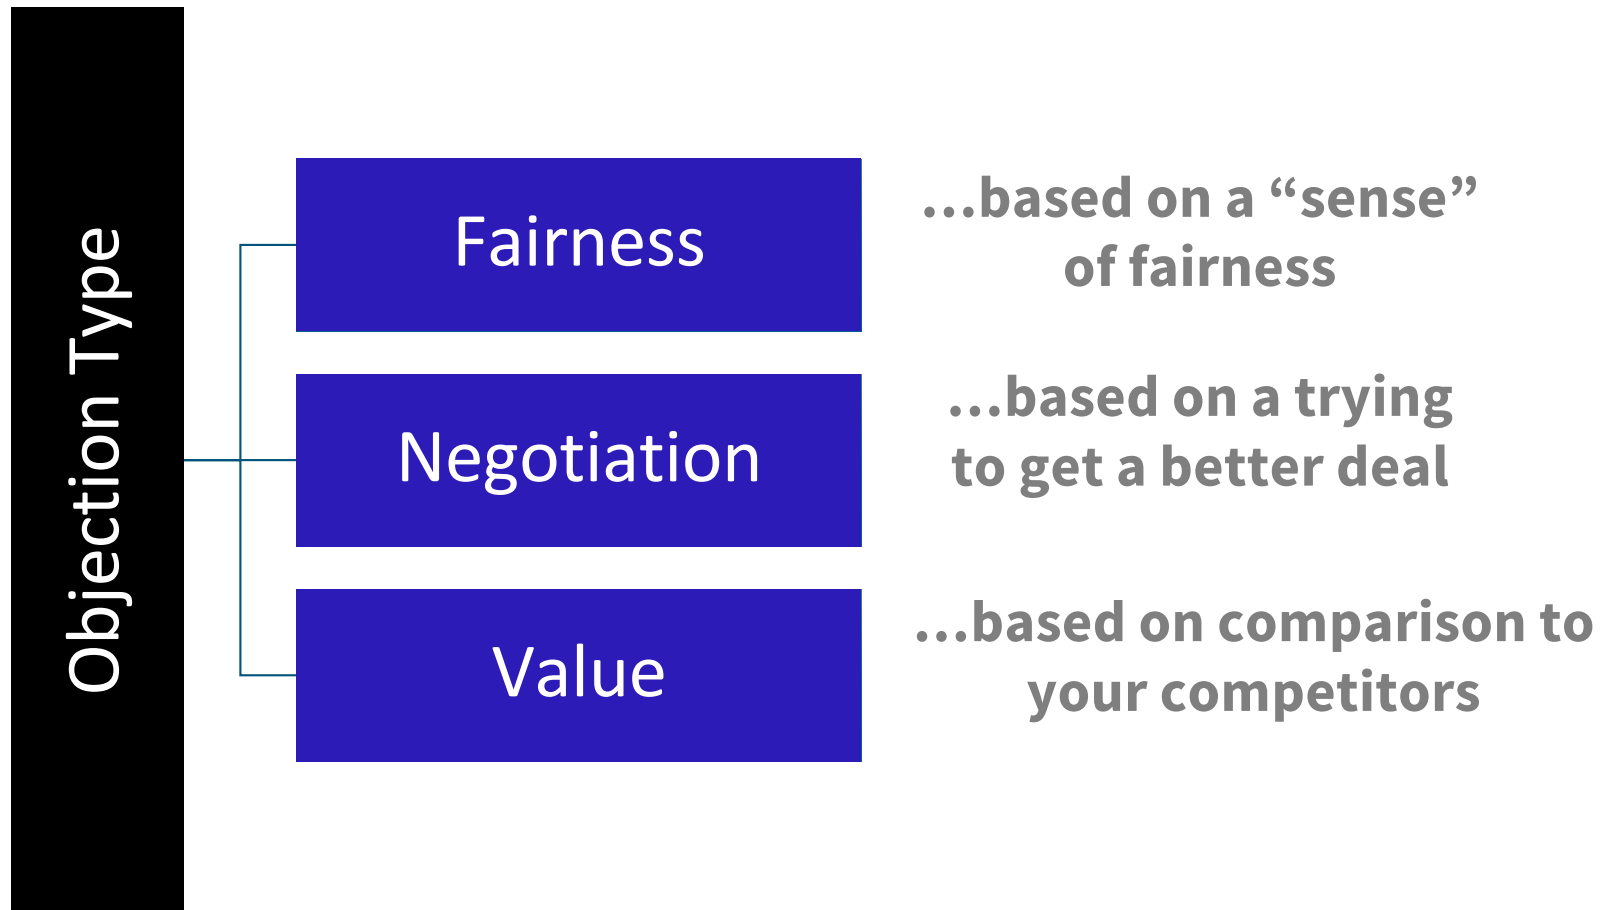 Objection Type
Fairness
…based on a “sense”
of fairness
Negotiation
…based on a trying
to get a better deal
Value
…based on comparison to
your competitors